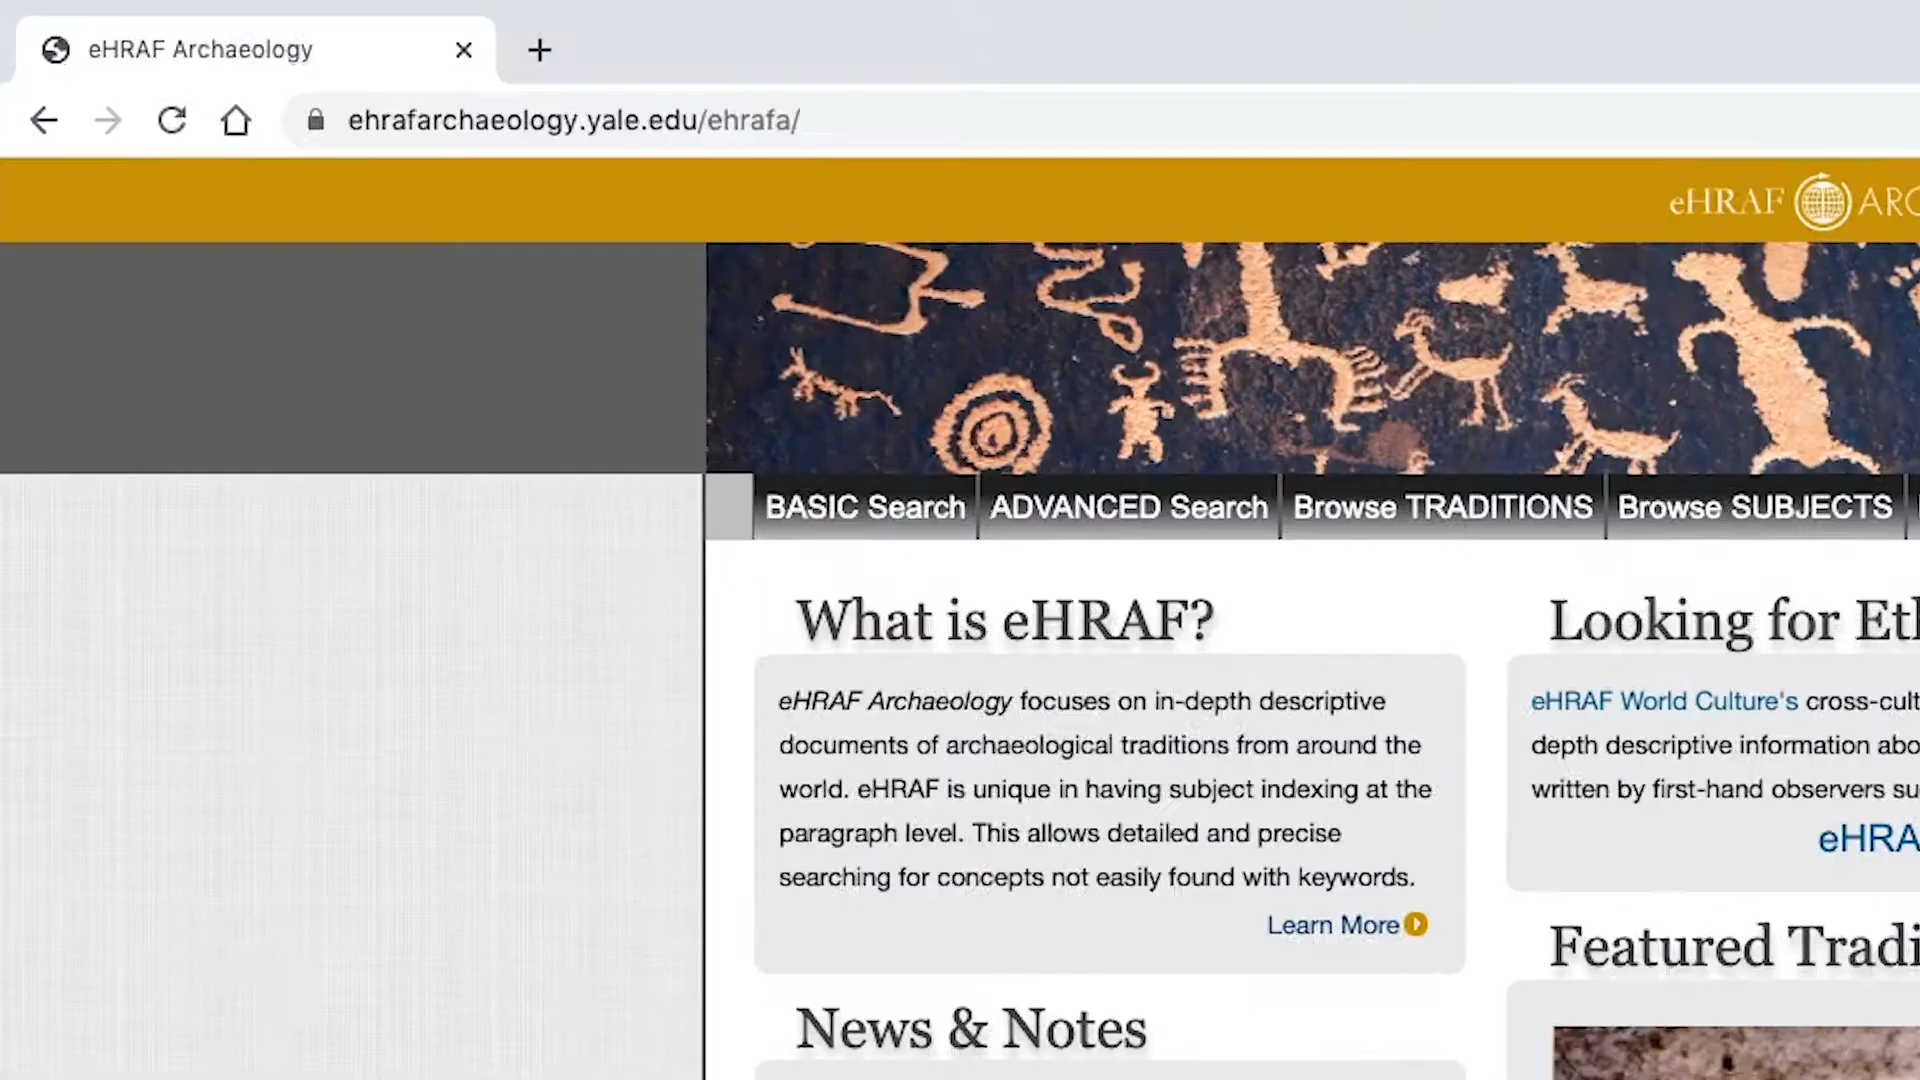 eHRAF Archaeology
ehrafarchaeology.yale.edu/ehrafa/
eHRAF
BASIC Search
ADVANCED Search
Browse TRADITIONS
Browse SUBJECTS
What is eHRAF?
eHRAF Archaeology focuses on in-depth descriptive
documents of archaeological traditions from around the
world. eHRAF is unique in having subject indexing at the
paragraph level. This allows detailed and precise
searching for concepts not easily found with keywords.
Learn More
News & Notes
Looking for
eHRAF World Culture's
depth descriptive information
written by first-hand observers
Featured